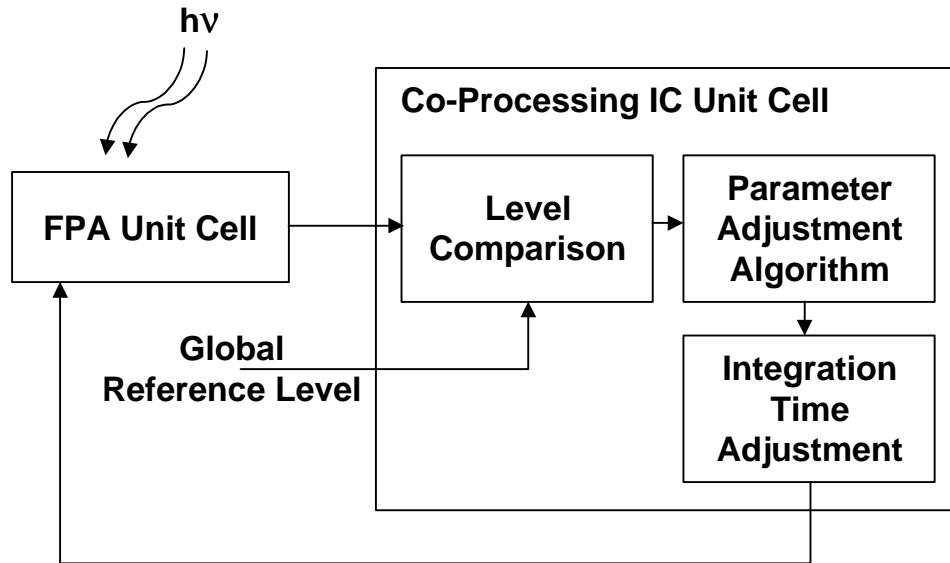 hν
Co-Processing IC Unit Cell
FPA Unit Cell
Level
Comparison
Parameter
Adjustment
Algorithm
Global
Reference Level
Integration
Time
Adjustment